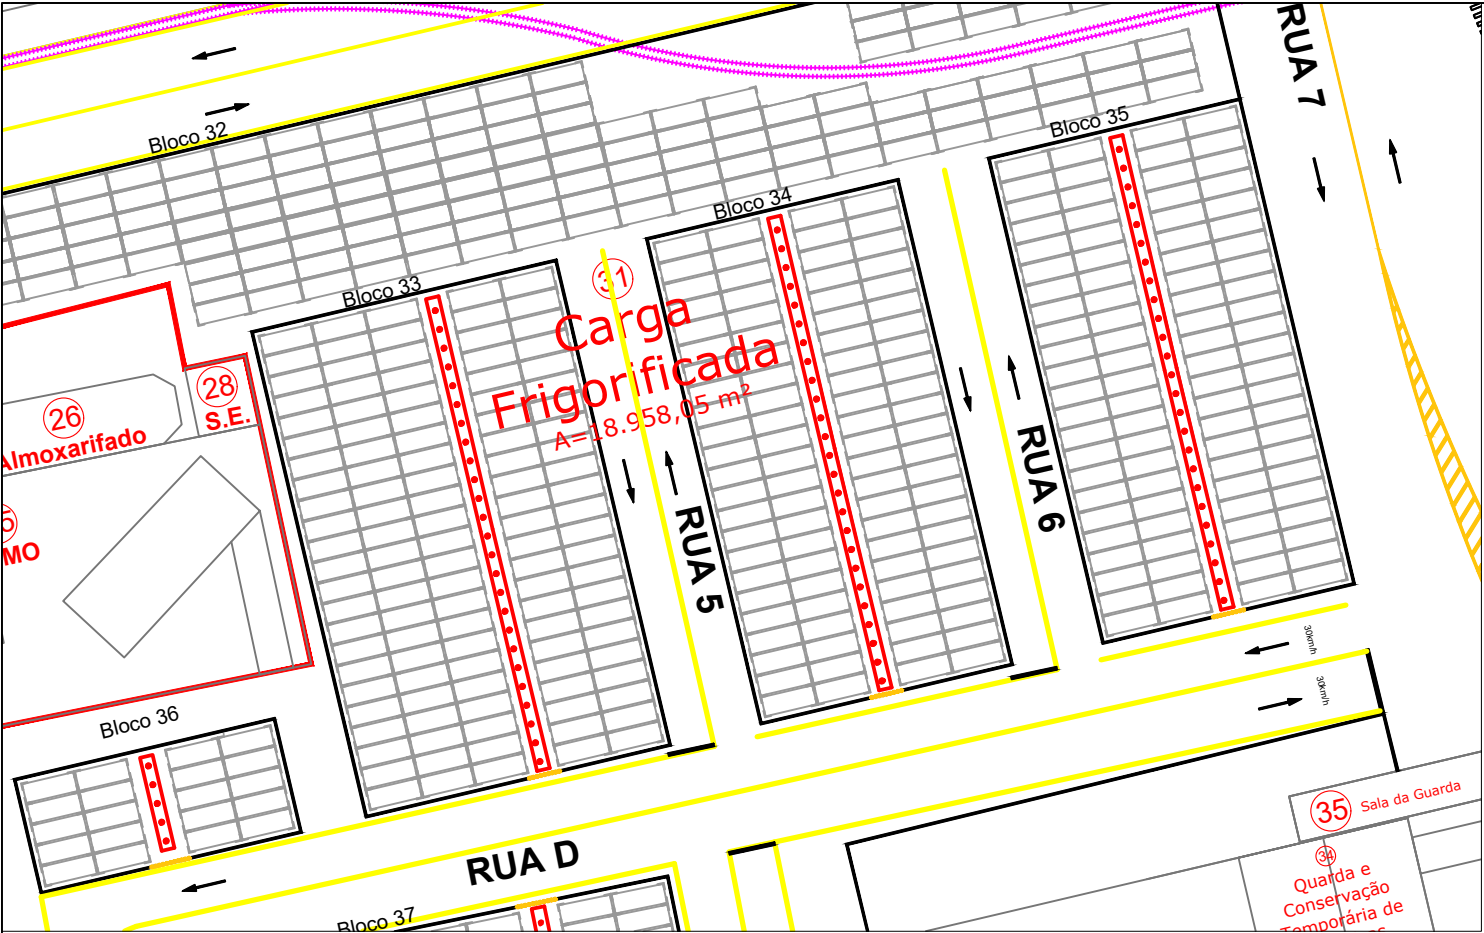 RUA 7
Bloco 32
Bloco 35
Bloco 34
Bloco 33
31
Carga
Frigorificada
A=18.958,05 m²
28
S.E.
26
Almoxarifado
5
MO
RUA 5
RUA 6
30km/h
30km/h
Bloco 36
RUA D
Bloco 37
35
Sala da Guarda
34
Quarda e
Conservação
Temporária de